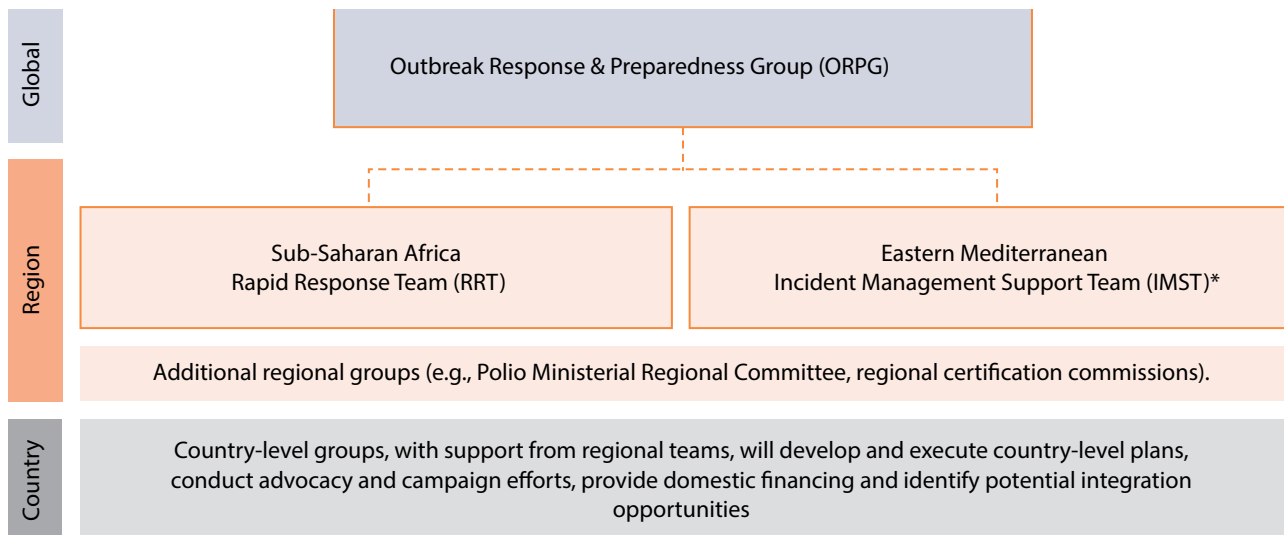 Global
Outbreak Response & Preparedness Group (ORPG)
Region
Sub-Saharan Africa
Rapid Response Team (RRT)
Eastern Mediterranean
Incident Management Support Team (IMST)*
Additional regional groups (e.g., Polio Ministerial Regional Committee, regional certification commissions).
Country
Country-level groups, with support from regional teams, will develop and execute country-level plans,
conduct advocacy and campaign efforts, provide domestic financing and identify potential integration
opportunities